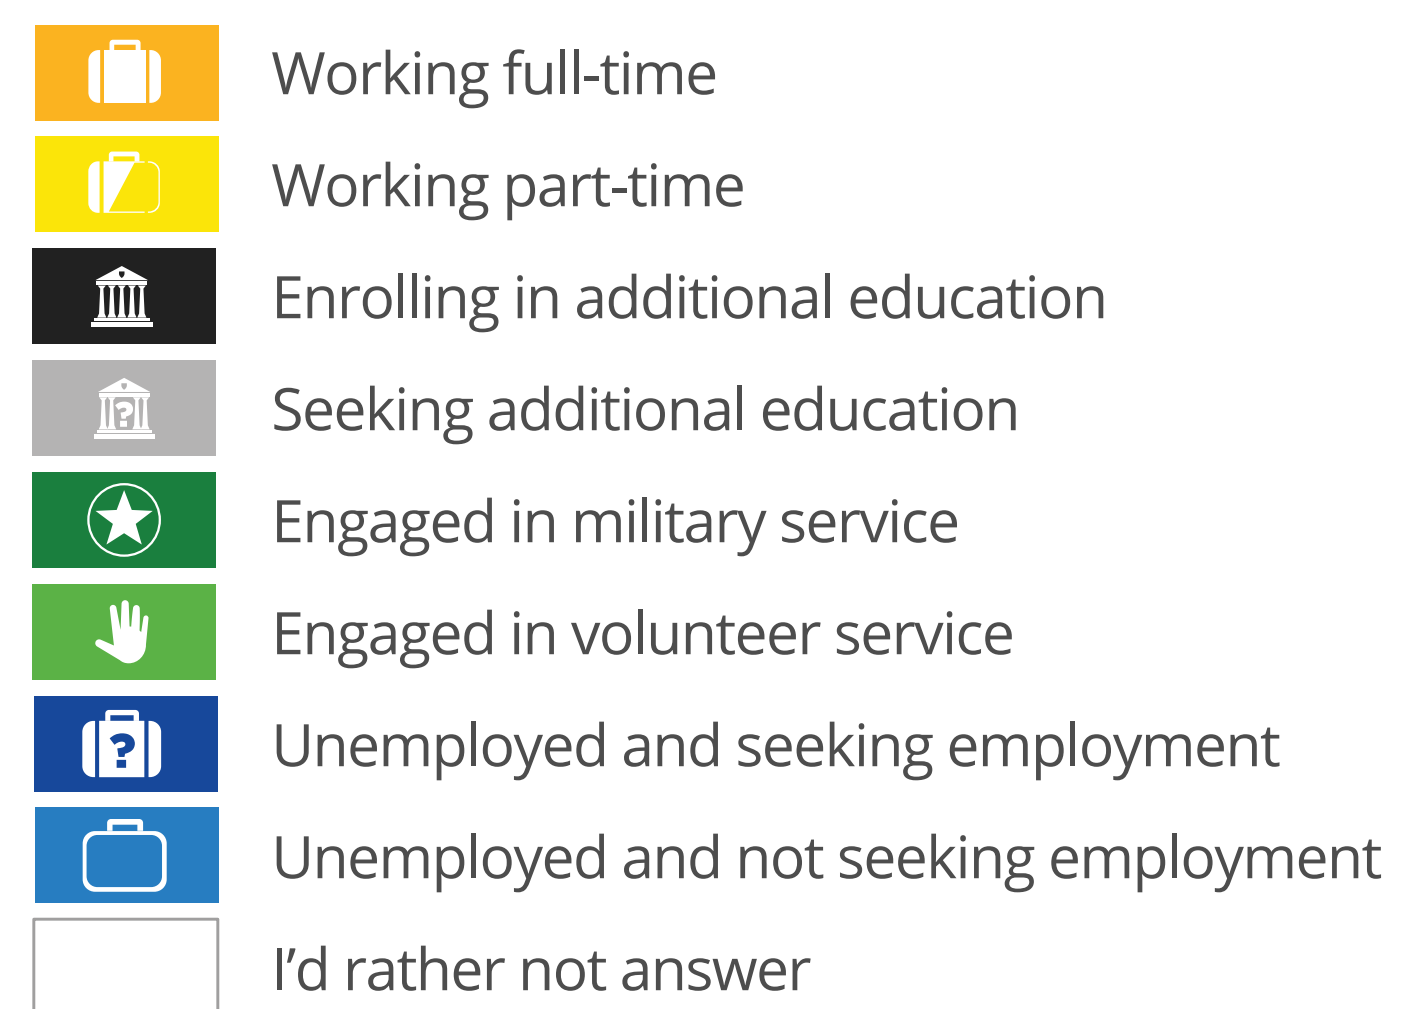 Working full-time
Working part-time
Enrolling in additional education
Seeking additional education
Engaged in military service
Engaged in volunteer service
Unemployed and seeking employment
Unemployed and not seeking employment
I’d rather not answer